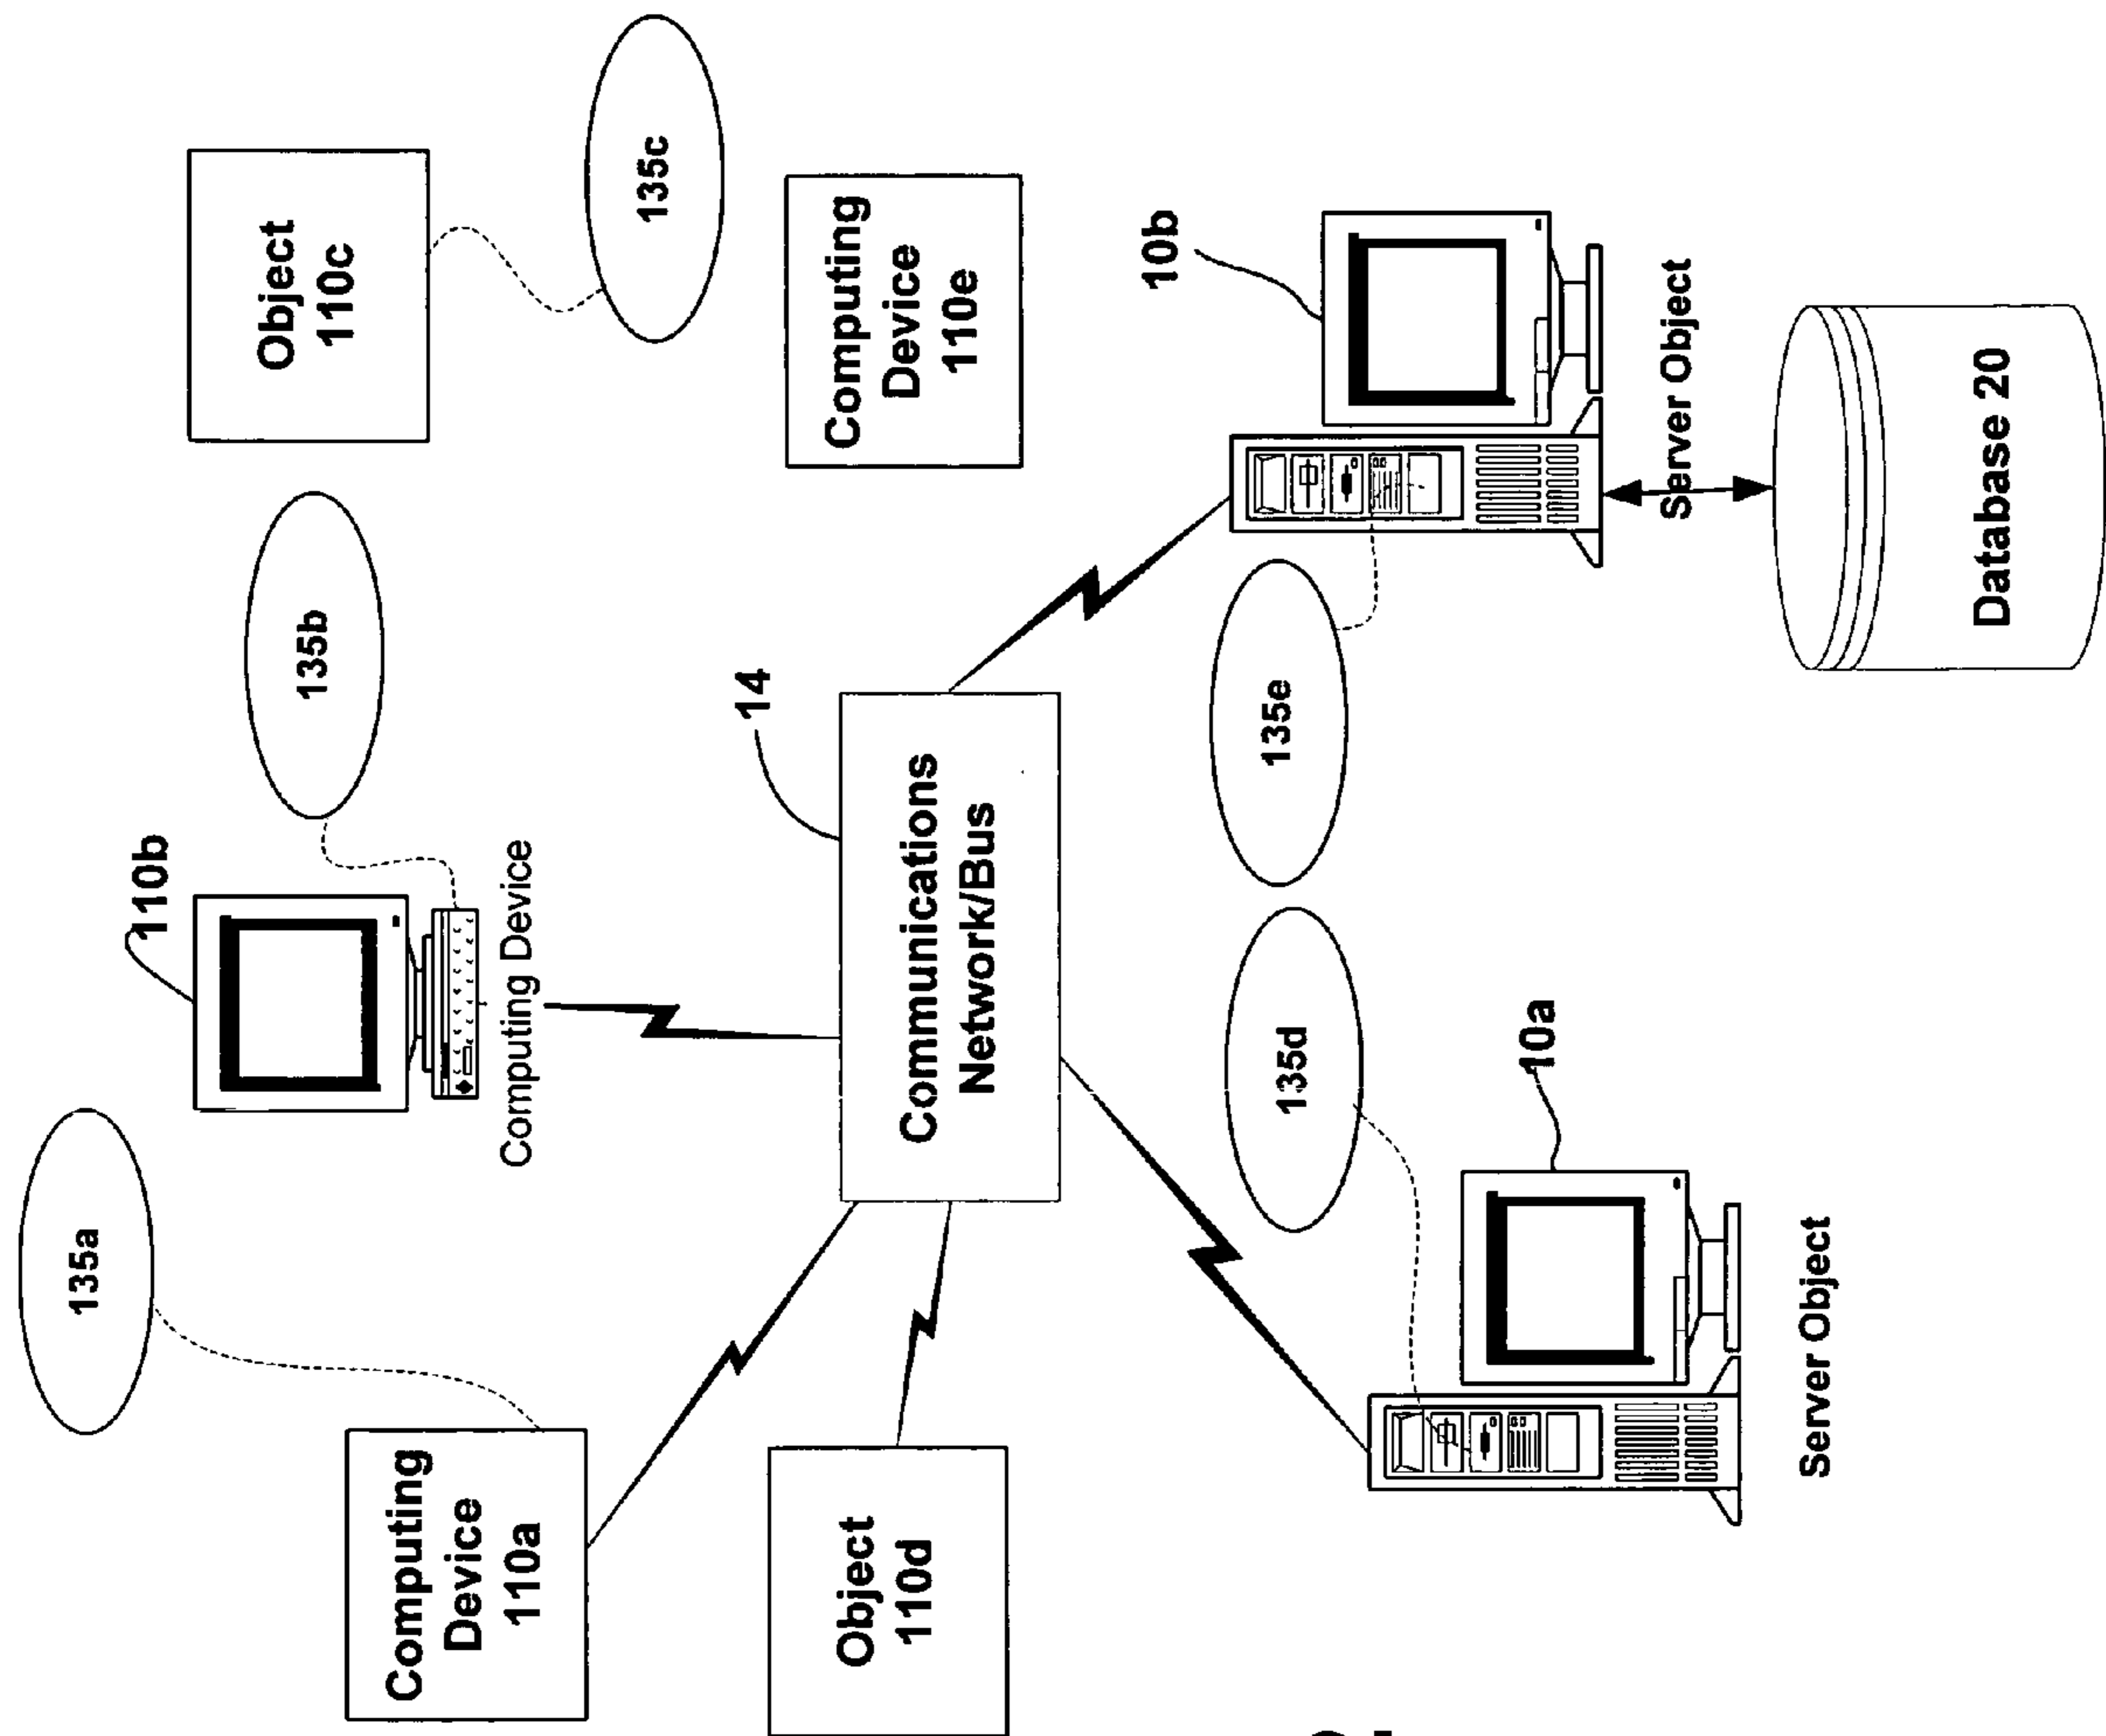 135a
Computing
Device
110a
110b
Computing Device
135b
Object
110c
135c
Object
110d
14
Communications
Network/Bus
Computing
Device
110e
135d
10a
Server Object
135e
10b
Server Object
Database 20